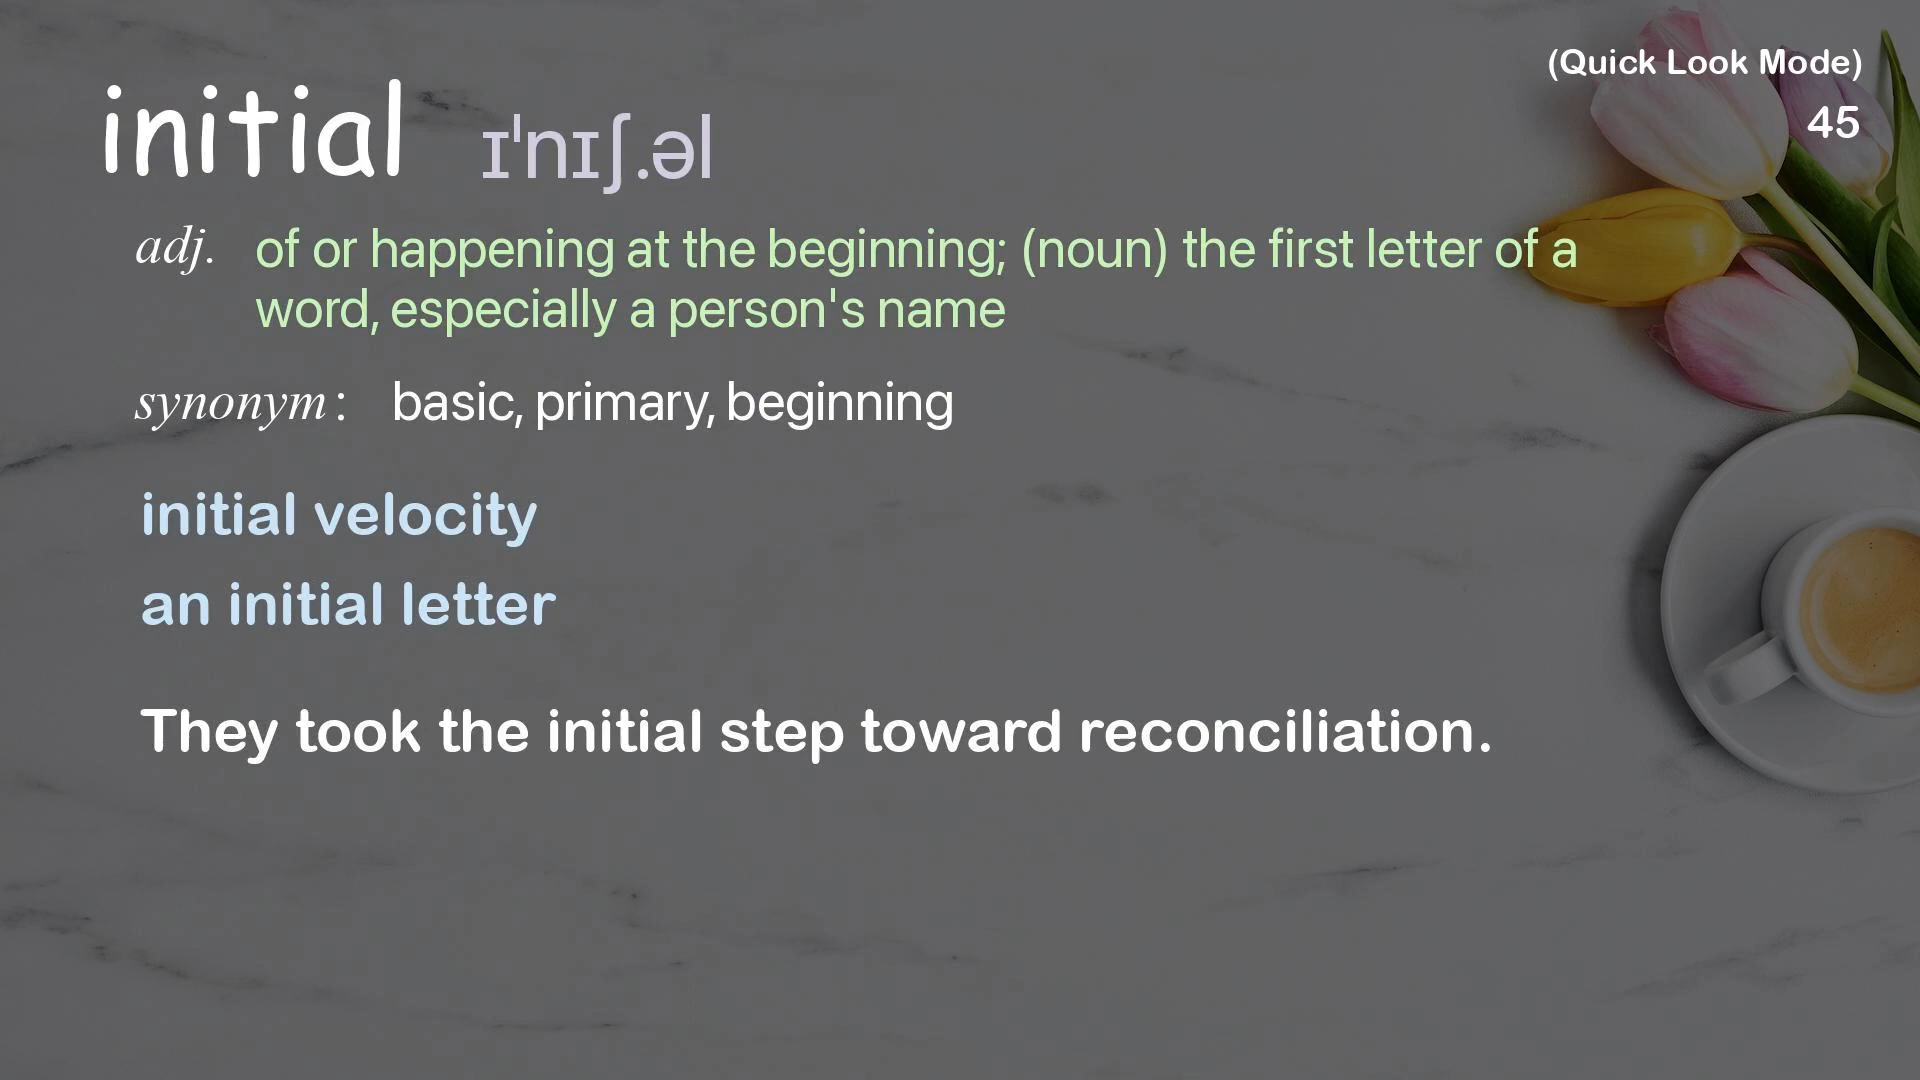 (Quick Look Mode)
45
initial ɪˈnɪʃ.əl
adj. of or happening at the beginning; (noun) the first letter of a
word, especially a person's name
synonym: basic, primary, beginning
initial velocity
an initial letter
They took the initial step toward reconciliation.